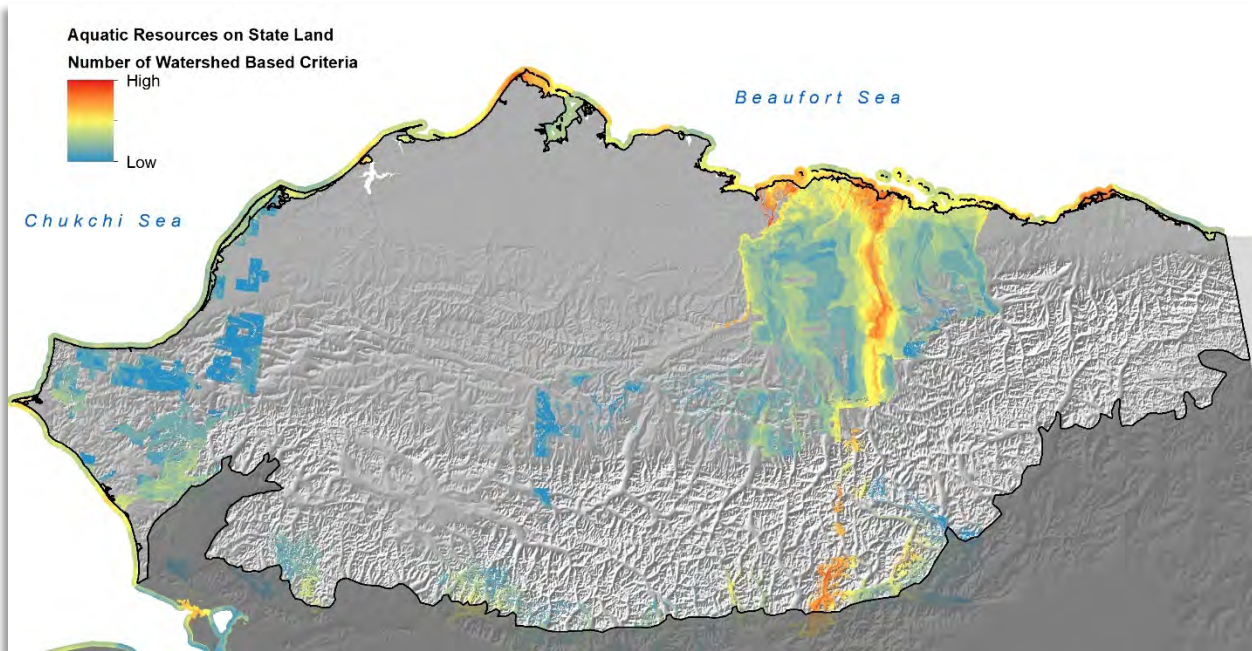 Aquatic Resources on State Land
Number of Watershed Based Criteria
High
Low
Beaufort Sea
Chukchi Sea